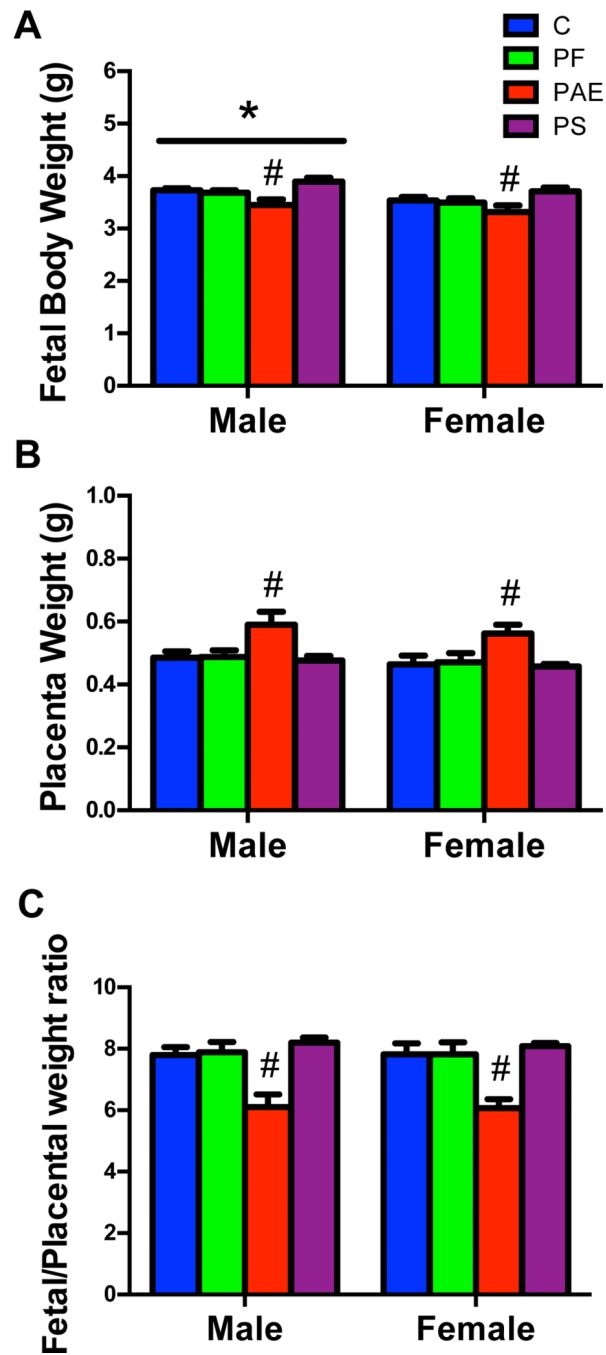 A
C
PF
PAE
PS
Fetal Body Weight (g)
6
5
4
3
2
1
0
*
#
#
Male Female
B
Placenta Weight (g)
1.0
0.8
0.6
0.4
0.2
0.0
#
#
Male Female
C
Fetal/Placental weight ratio
10
8
6
4
2
0
#
#
Male Female